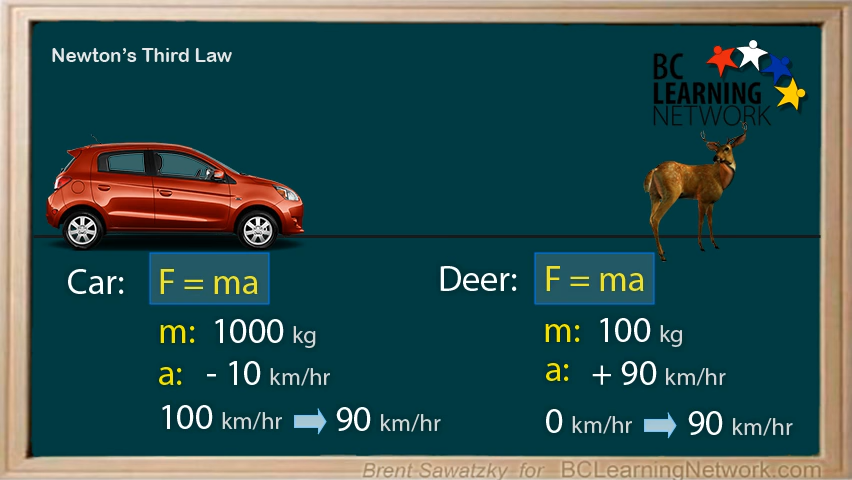 Newton's Third Law
BC
LEARNING
NETWORK
Car: F = ma
m: 1000 kg
a: - 10 km/hr
100 km/hr 90 km/hr
Deer: F = ma
m: 100 kg
a: + 90 km/hr
0 km/hr 90 km/hr
Brent Sawatzky for BCLearningNetwork.com